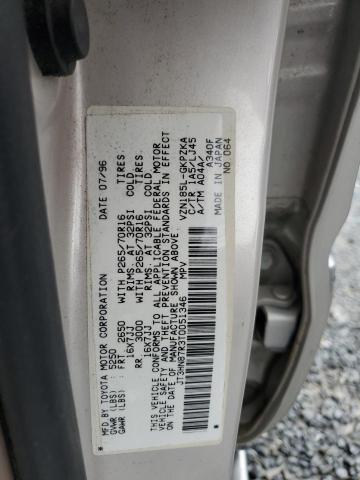 MFD. BY TOYOTA MOTOR CORPORATION DATE 07/96
GVWR (LBS) : 5250
GAWR (LBS) : FRT. 2650 WITH P265/70R16 TIRES
16X7JJ RIMS. AT 32PSI COLD
RR. 3000 WITH P265/70R16 TIRES
16X7JJ RIMS. AT 32PSI COLD
THIS VEHICLE CONFORMS TO ALL APPLICABLE FEDERAL MOTOR
VEHICLE SAFETY AND THEFT PREVENTION STANDARDS IN EFFECT
ON THE DATE OF MANUFACTURE SHOWN ABOVE.
JT3HN87R3T0051346 MPV
VZN185L-GKPZKA
C/TR 1A5/LJ45
A/TM A04A/ A340F
MADE IN JAPAN NO 064